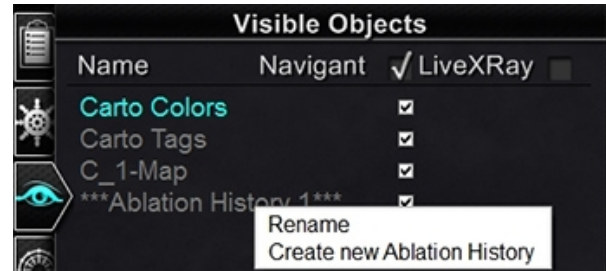 Visible Objects
Name Navigant LiveXRay
Carto Colors
Carto Tags
C_1-Map
***Ablation History 1***
Rename
Create new Ablation History